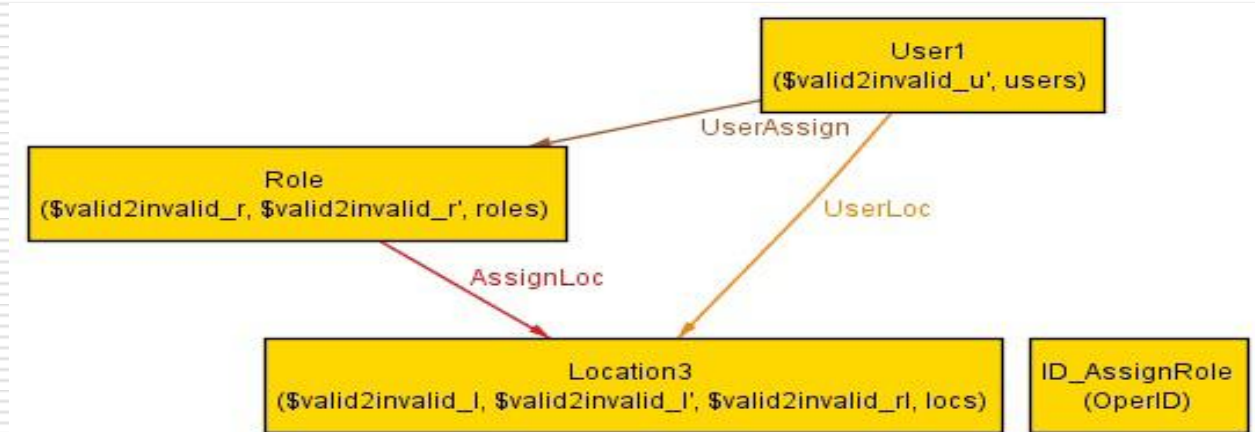 User1
($valid2invalid_u', users)
UserAssign
Role
($valid2invalid_r, $valid2invalid_r', roles)
UserLoc
AssignLoc
Location3
($valid2invalid_l, $valid2invalid_l', $valid2invalid_rl, locs)
ID_AssignRole
(OperID)